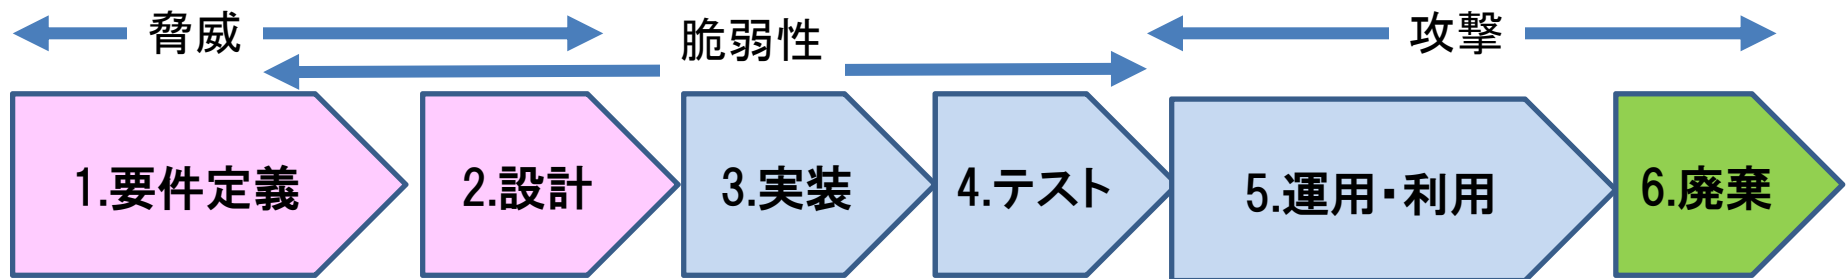 脅威
脆弱性
攻撃
1.要件定義
2.設計
3.実装
4.テスト
5.運用・利用
6.廃棄